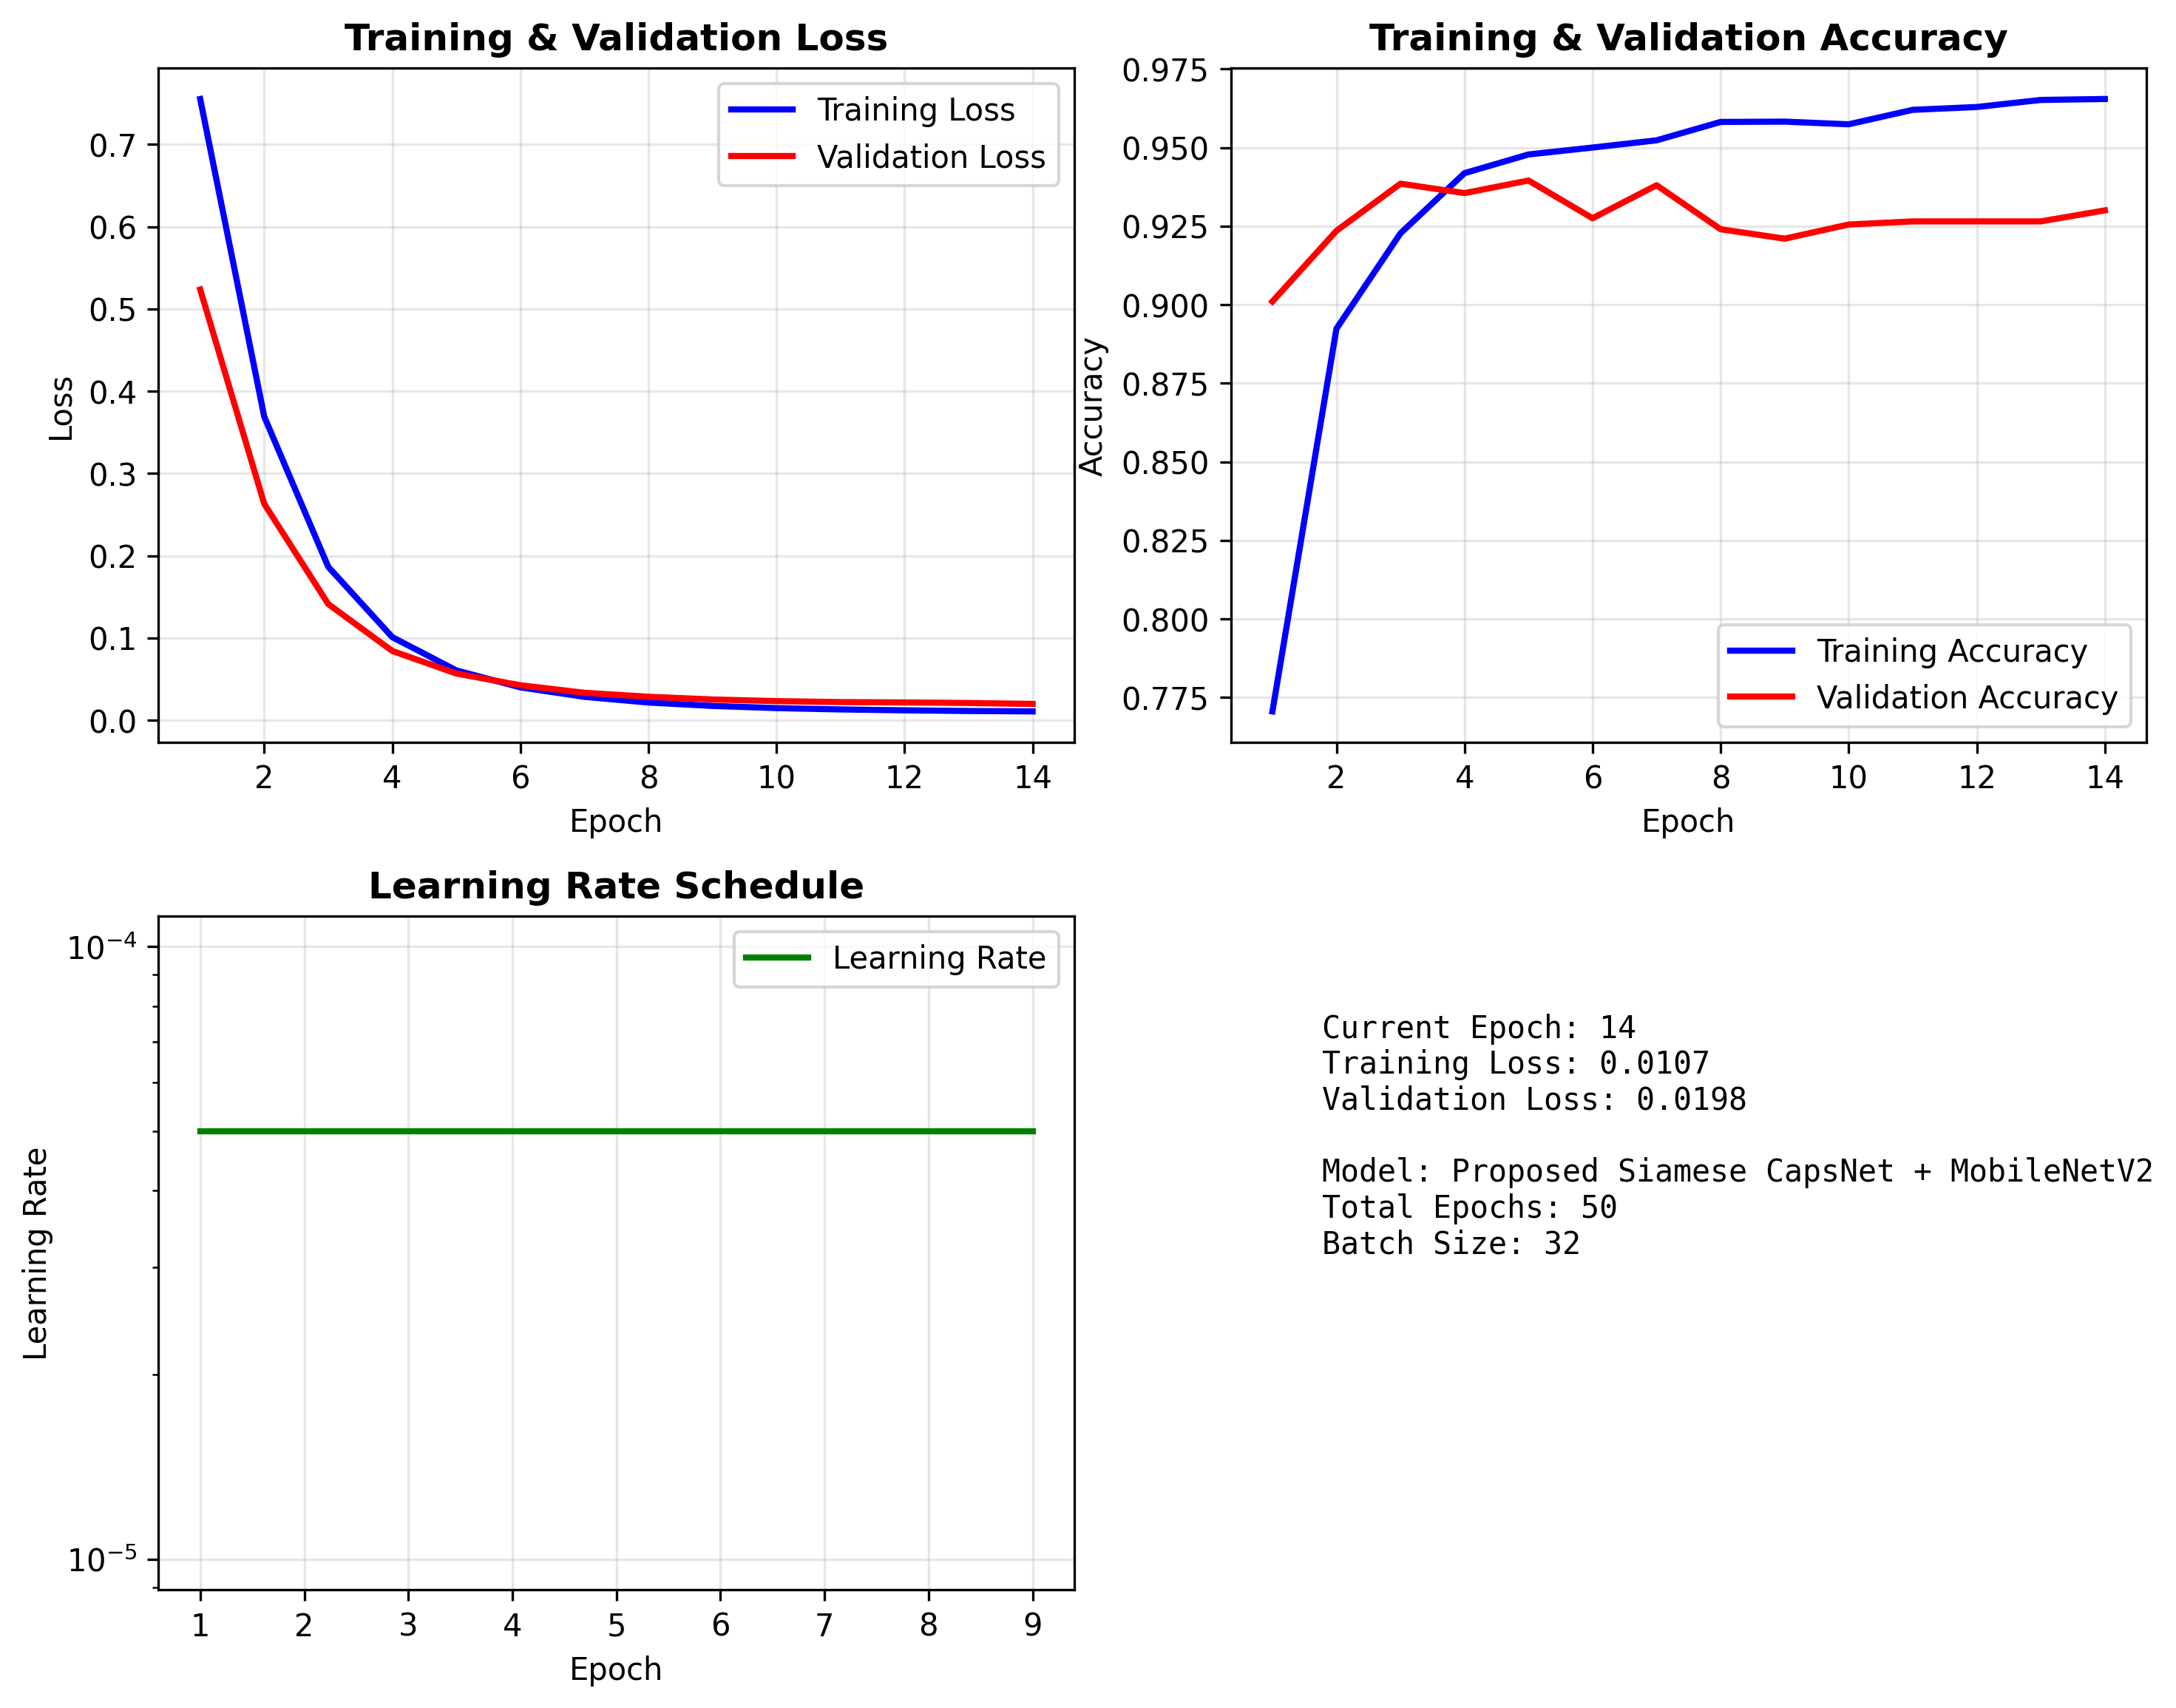 Training & Validation Loss
0.7
0.6
0.5
0.4
0.3
0.2
0.1
0.0
Loss
Training Loss
Validation Loss
2 4 6 8 10 12 14
Epoch
Training & Validation Accuracy
0.975
0.950
0.925
0.900
0.875
0.850
0.825
0.800
0.775
Accuracy
Training Accuracy
Validation Accuracy
2 4 6 8 10 12 14
Epoch
Learning Rate Schedule
10⁻⁴
10⁻⁵
Learning Rate
Learning Rate
1 2 3 4 5 6 7 8 9
Epoch
Current Epoch: 14
Training Loss: 0.0107
Validation Loss: 0.0198
Model: Proposed Siamese CapsNet + MobileNetV2
Total Epochs: 50
Batch Size: 32